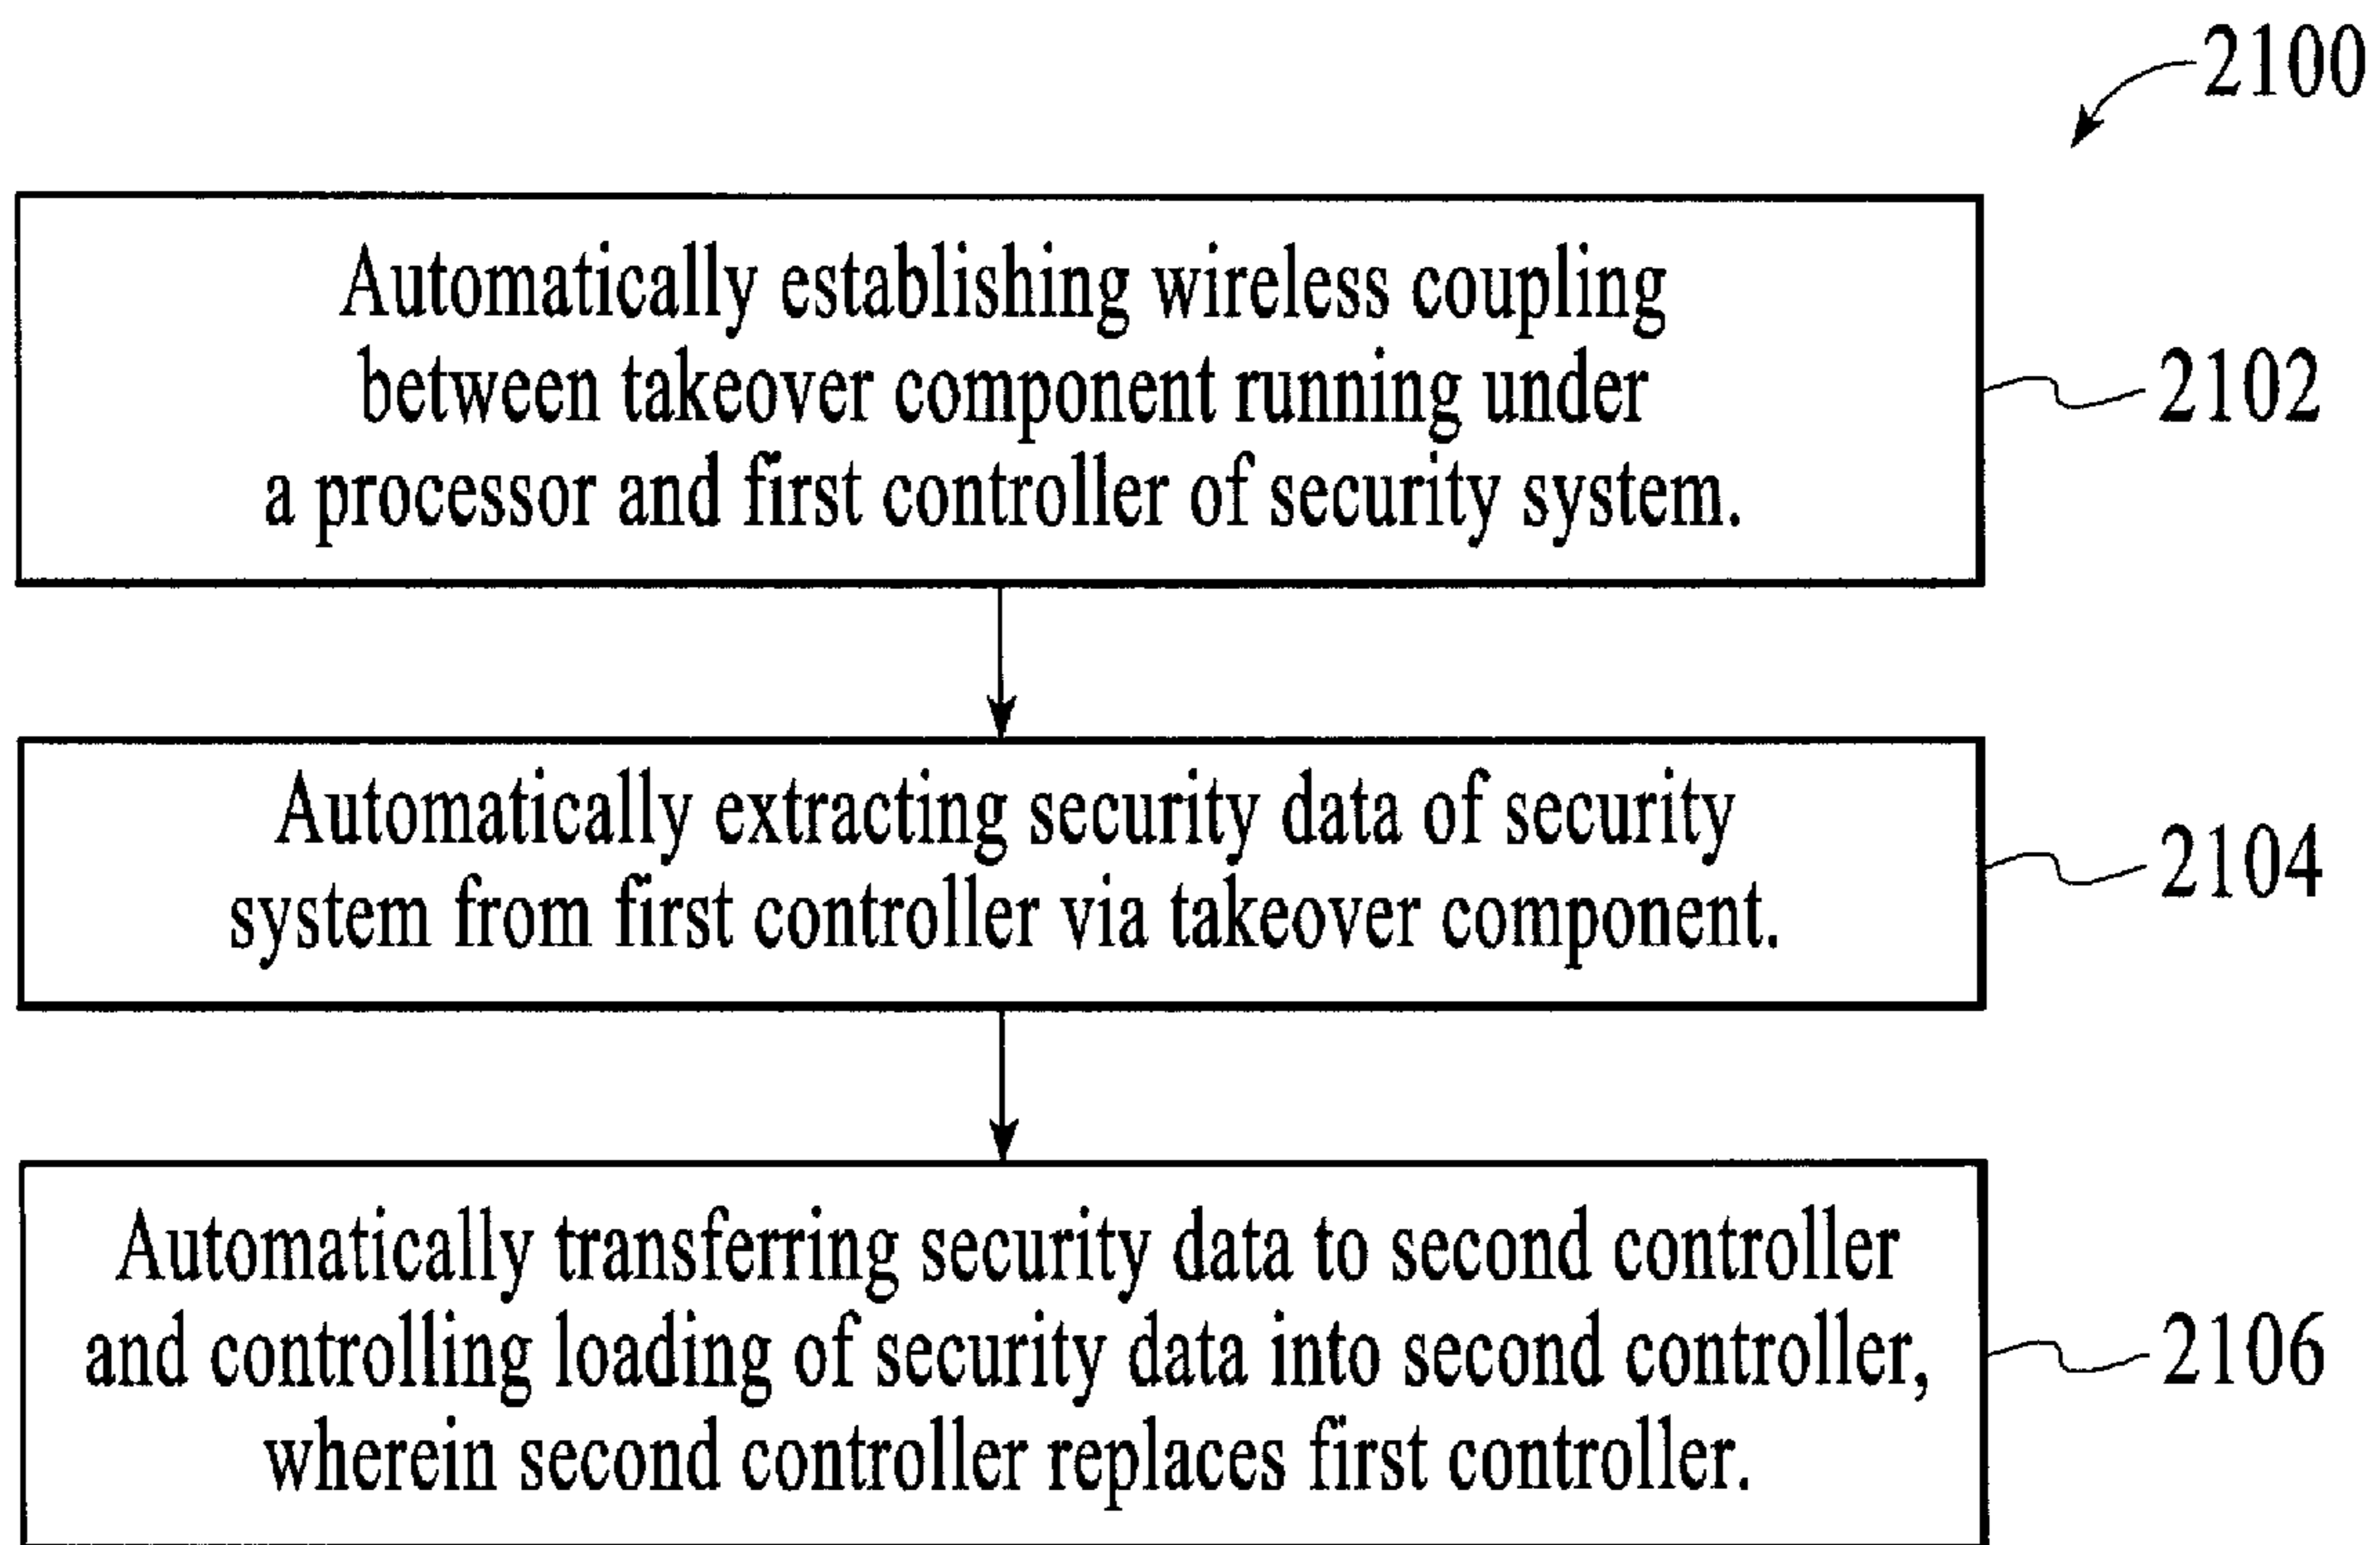 2100
Automatically establishing wireless coupling
between takeover component running under
a processor and first controller of security system.
2102
Automatically extracting security data of security
system from first controller via takeover component.
2104
Automatically transferring security data to second controller
and controlling loading of security data into second controller,
wherein second controller replaces first controller.
2106